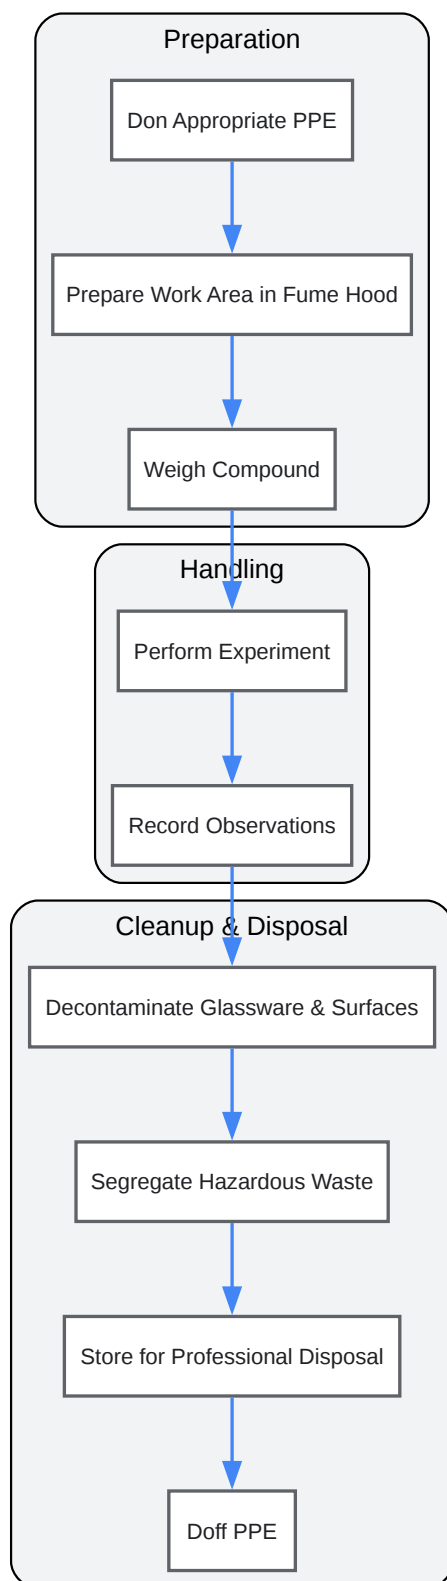 Preparation
Don Appropriate PPE
Prepare Work Area in Fume Hood
Weigh Compound
Handling
Perform Experiment
Record Observations
Cleanup & Disposal
Decontaminate Glassware & Surfaces
Segregate Hazardous Waste
Store for Professional Disposal
Doff PPE